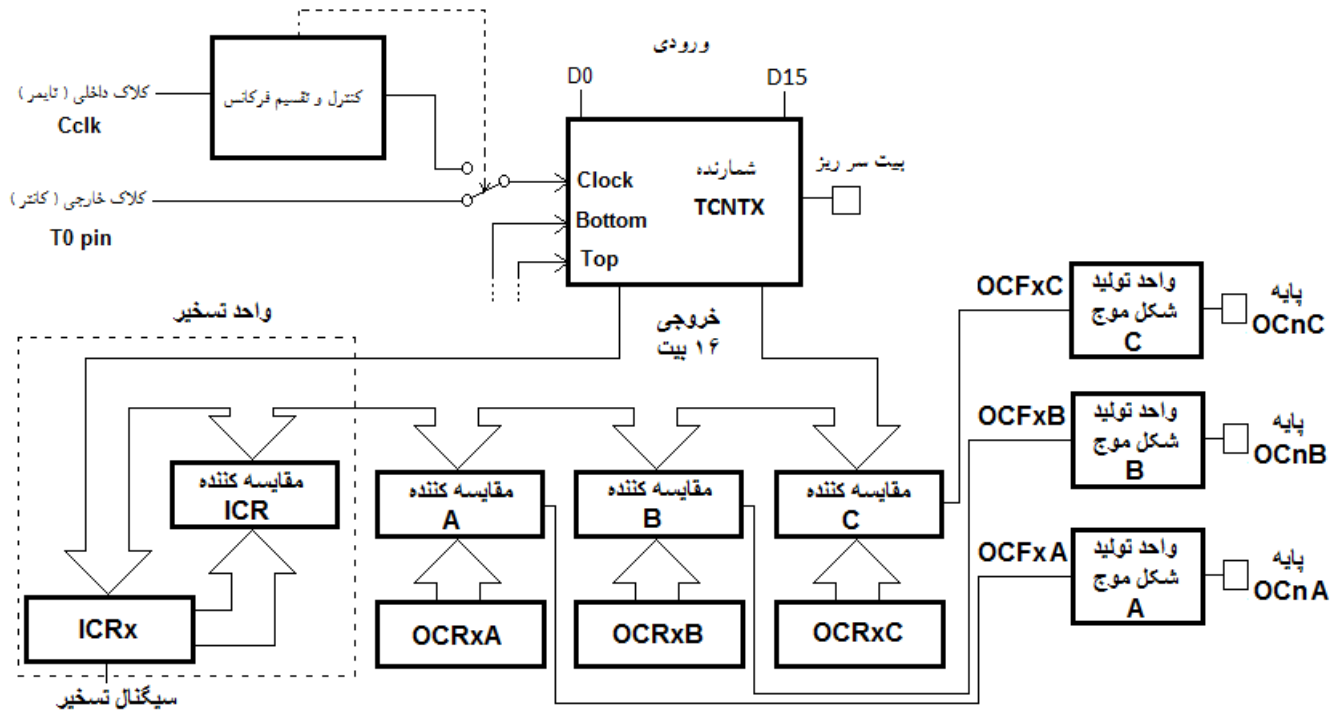 ورودی
D0
D15
کنترل و تقسیم فرکانس
کلاک داخلی ( تایمر )
Cclk
کلاک خارجی ( کانتر )
T0 pin
Clock
Bottom
Top
شمارنده
TCNTX
بیت سر ریز
خروجی
۱۶ بیت
واحد تسخیر
مقایسه کننده
ICR
ICRx
سیگنال تسخیر
مقایسه کننده
A
مقایسه کننده
B
مقایسه کننده
C
OCRxA
OCRxB
OCRxC
OCFxC
واحد تولید
شکل موج
C
پایه
OCnC
OCFxB
واحد تولید
شکل موج
B
پایه
OCnB
OCFxA
واحد تولید
شکل موج
A
پایه
OCnA